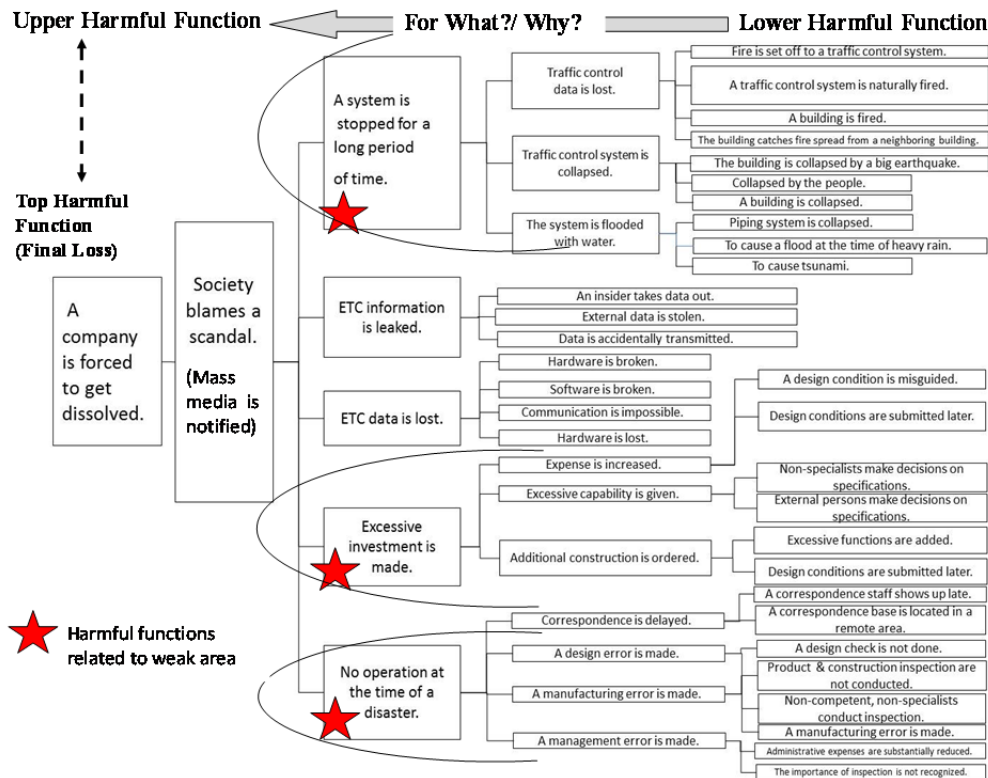 Upper Harmful Function
For What?/ Why?
Lower Harmful Function
Top Harmful
Function
(Final Loss)
A
company
is forced
to get
dissolved.
Society
blames a
scandal.
(Mass
media is
notified)
A system is
stopped for a
long period
of time.
Traffic control
data is lost.
Fire is set off to a traffic control system.
A traffic control system is naturally fired.
A building is fired.
The building catches fire spread from a neighboring building.
Traffic control system is
collapsed.
The building is collapsed by a big earthquake.
Collapsed by the people.
A building is collapsed.
The system is flooded
with water.
Piping system is collapsed.
To cause a flood at the time of heavy rain.
To cause tsunami.
ETC information
is leaked.
An insider takes data out.
External data is stolen.
Data is accidentally transmitted.
ETC data is lost.
Hardware is broken.
Software is broken.
Communication is impossible.
Hardware is lost.
Excessive
investment is
made.
Expense is increased.
A design condition is misguided.
Design conditions are submitted later.
Excessive capability is given.
Non-specialists make decisions on
specifications.
External persons make decisions on
specifications.
Additional construction is ordered.
Excessive functions are added.
Design conditions are submitted later.
No operation at
the time of a
disaster.
Correspondence is delayed.
A correspondence staff shows up late.
A correspondence base is located in a
remote area.
A design error is made.
A design check is not done.
A manufacturing error is made.
Product & construction inspection are
not conducted.
Non-competent, non-specialists
conduct inspection.
A manufacturing error is made.
A management error is made.
Administrative expenses are substantially reduced.
The importance of inspection is not recognized.
Harmful functions
related to weak area